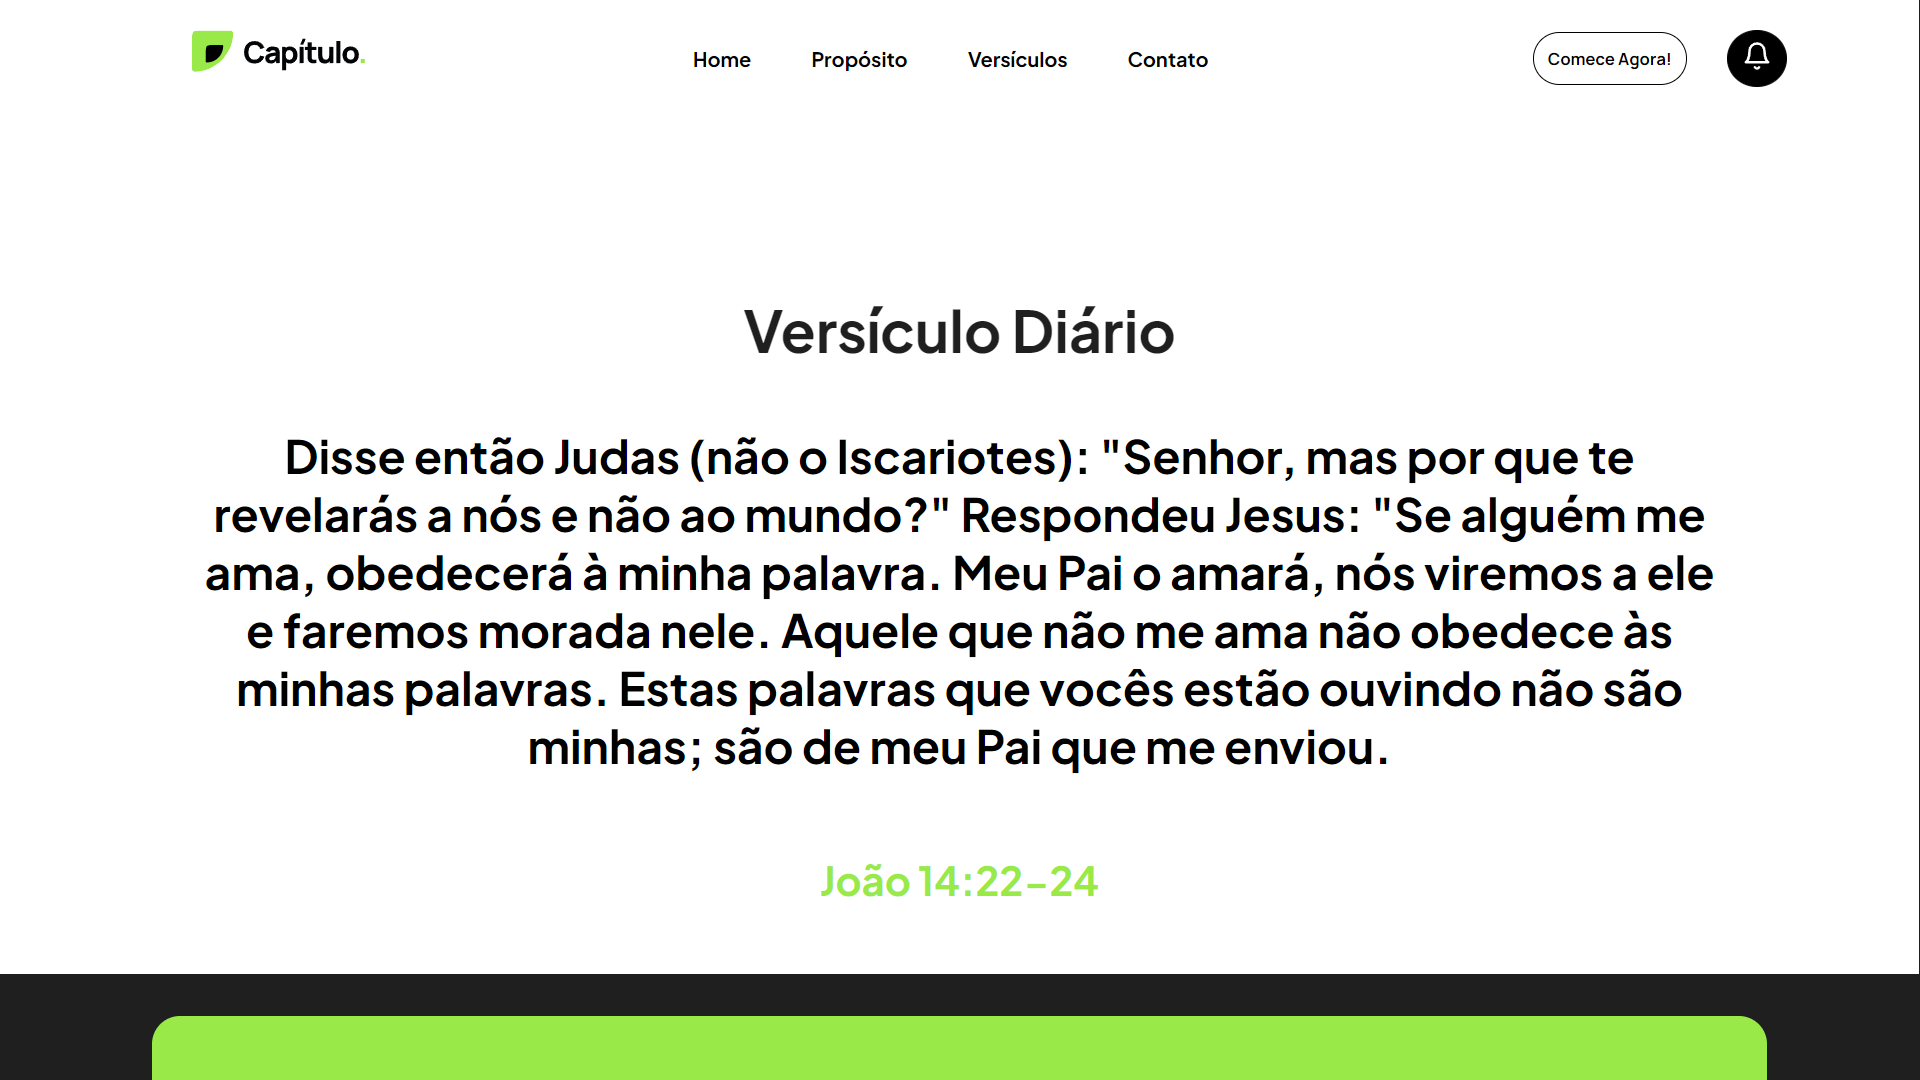 Capítulo.
Home
Propósito
Versículos
Contato
Comece Agora!
Versículo Diário
Disse então Judas (não o Iscariotes): "Senhor, mas por que te
revelarás a nós e não ao mundo?" Respondeu Jesus: "Se alguém me
ama, obedecerá à minha palavra. Meu Pai o amará, nós viremos a ele
e faremos morada nele. Aquele que não me ama não obedece às
minhas palavras. Estas palavras que vocês estão ouvindo não são
minhas; são de meu Pai que me enviou.
João 14:22-24